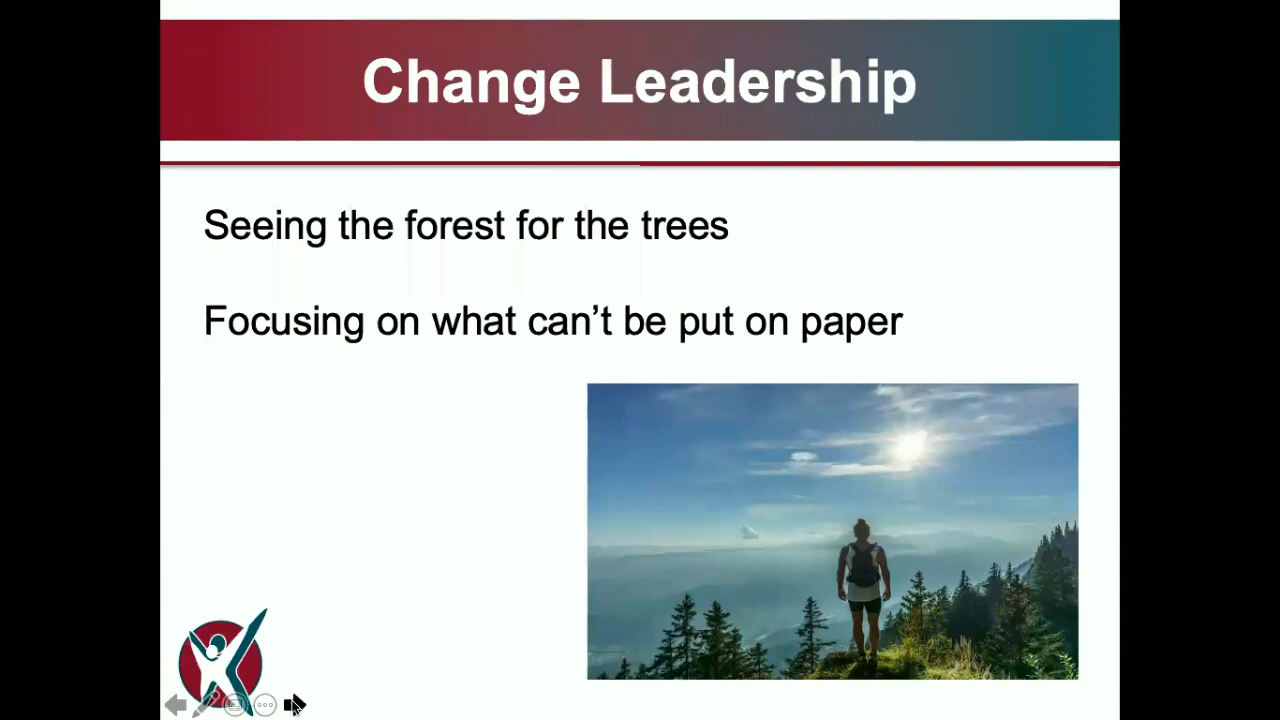 Change Leadership
Seeing the forest for the trees
Focusing on what can’t be put on paper